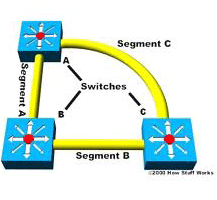 Segment C
A
Switches
Segment A
B
C
Segment B
©2000 How Stuff Works